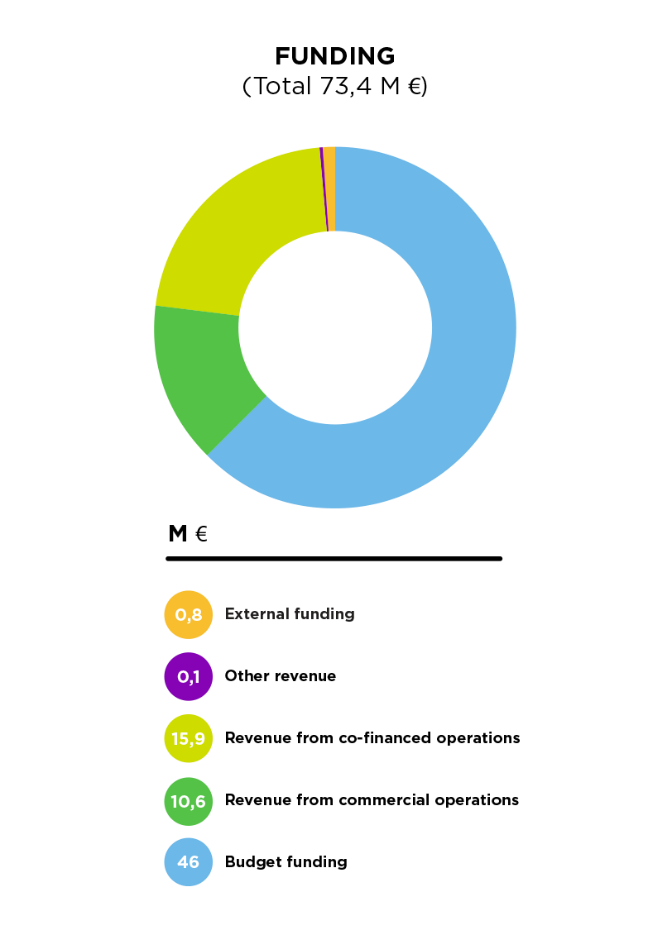 FUNDING
(Total 73,4 M €)
M €
0,8 External funding
0,1 Other revenue
15,9 Revenue from co-financed operations
10,6 Revenue from commercial operations
46 Budget funding